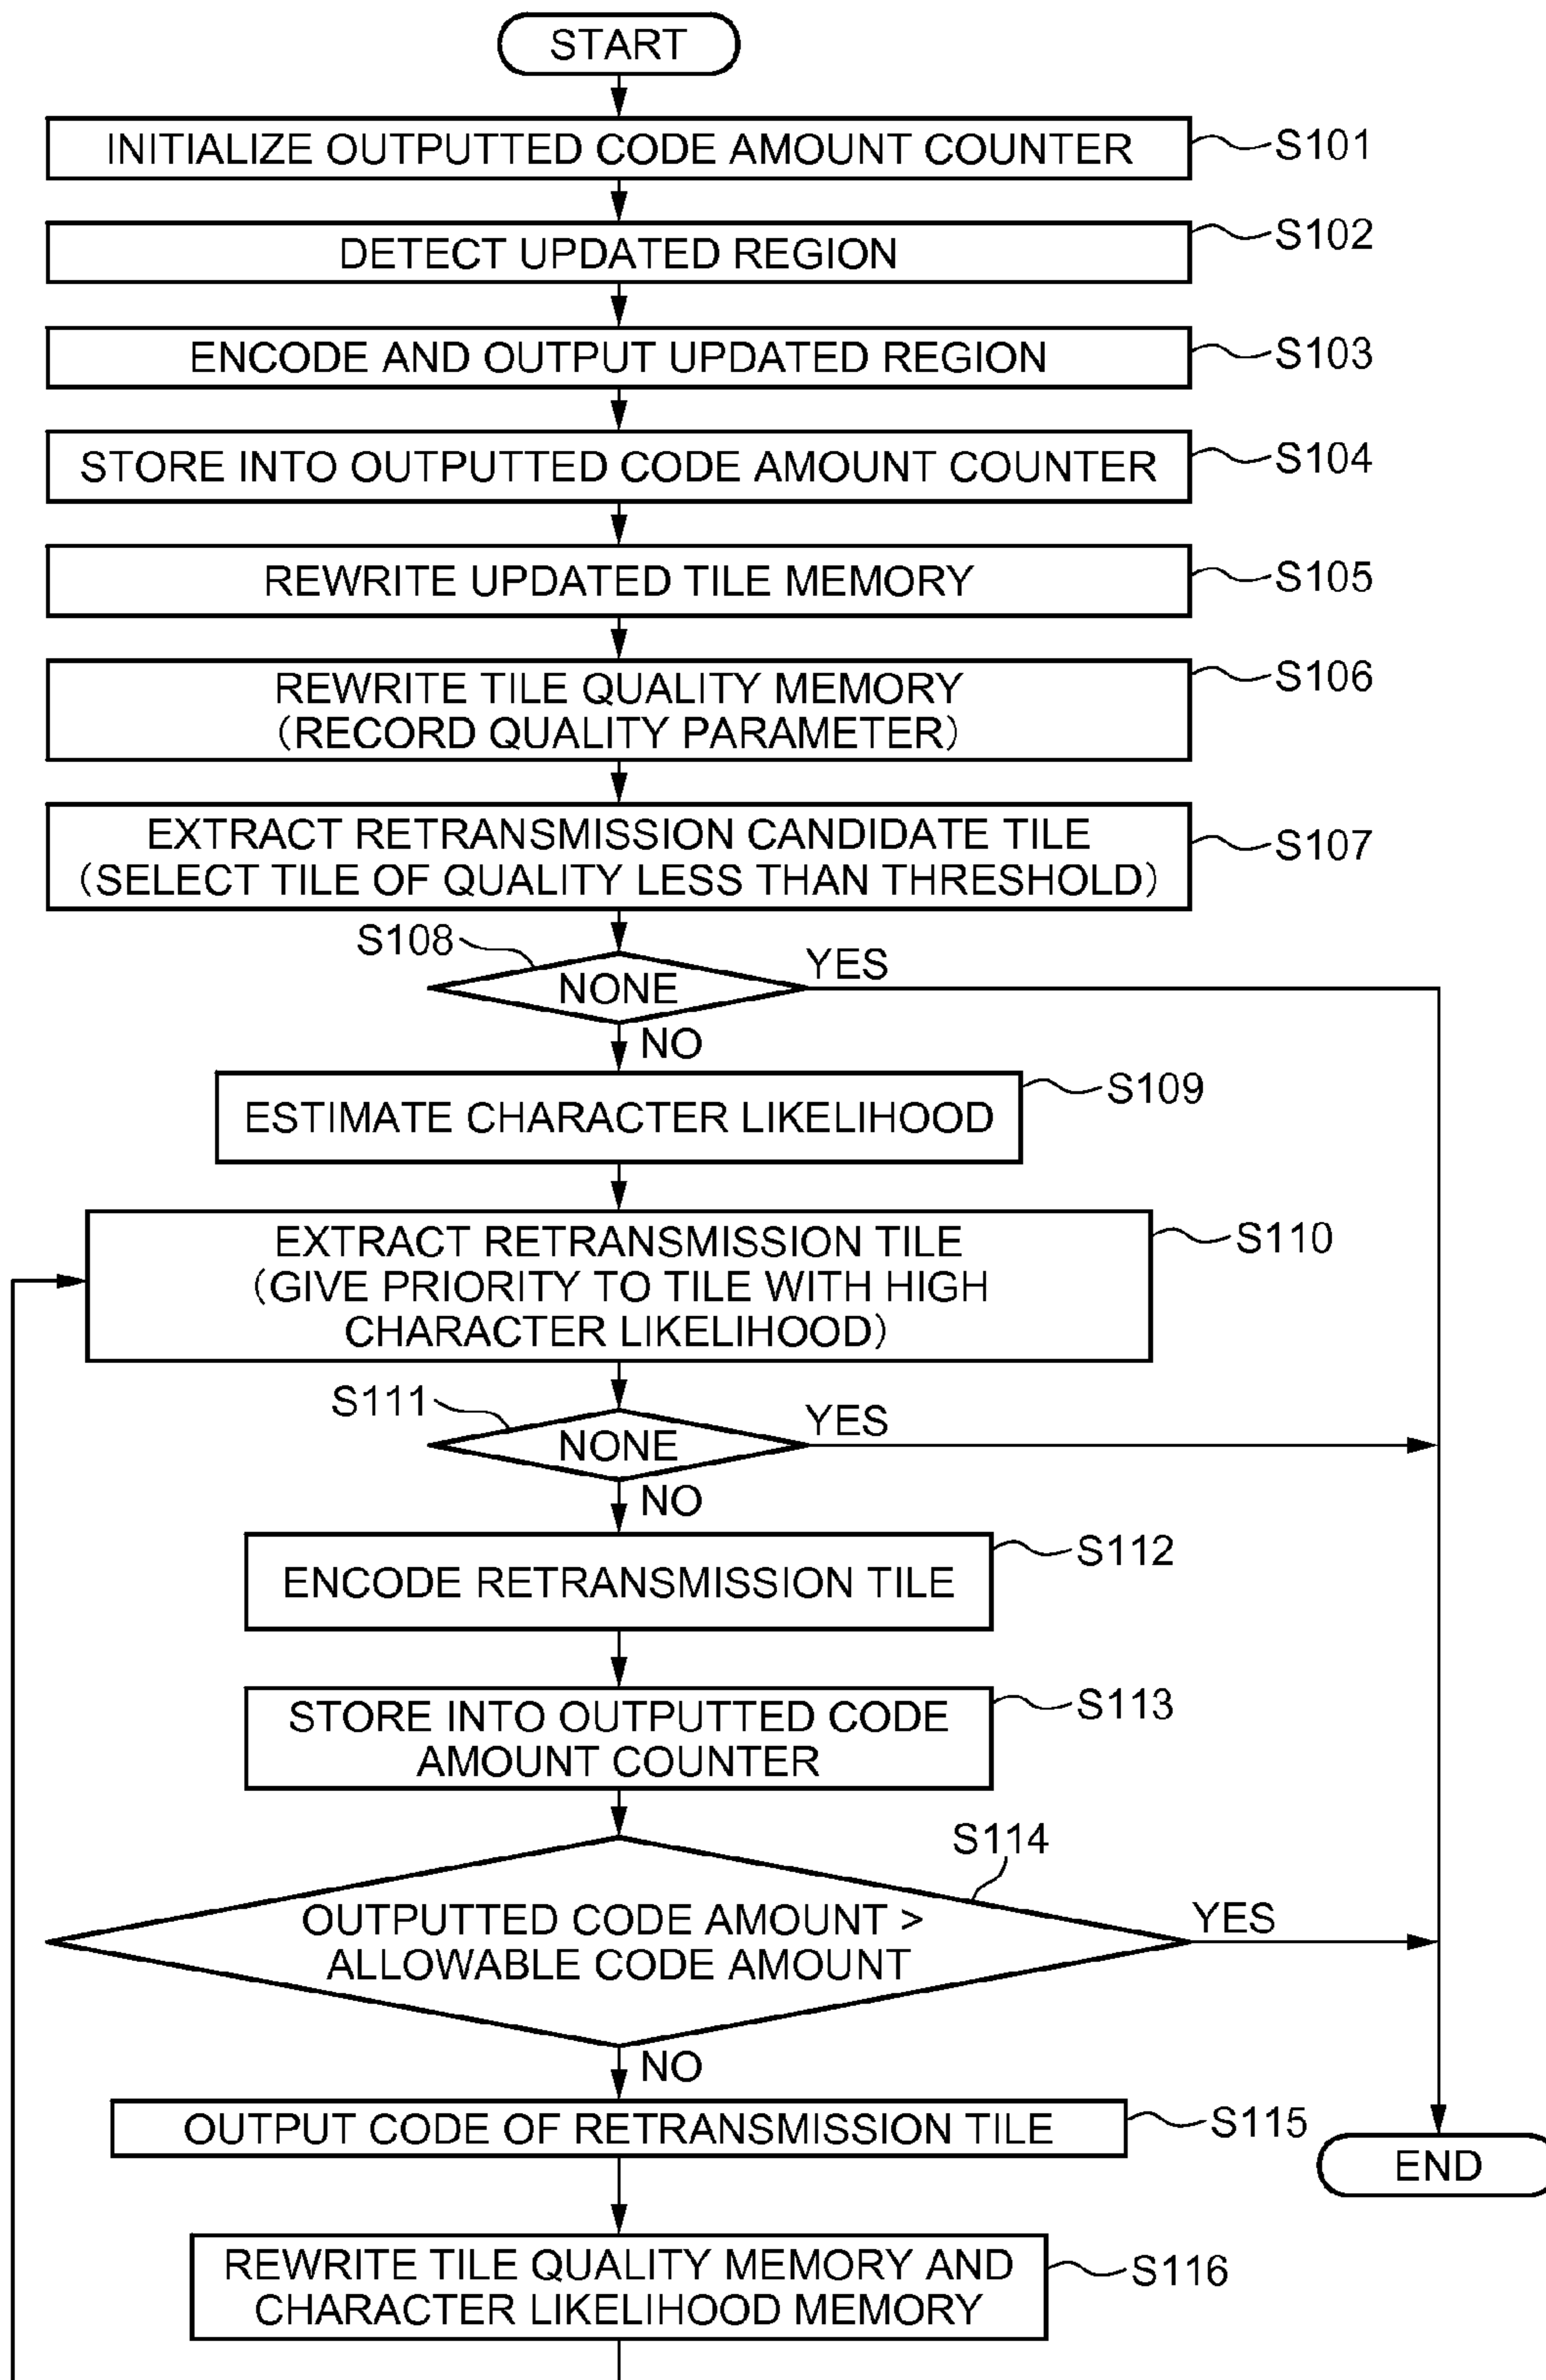 START
INITIALIZE OUTPUTTED CODE AMOUNT COUNTER
S101
DETECT UPDATED REGION
S102
ENCODE AND OUTPUT UPDATED REGION
S103
STORE INTO OUTPUTTED CODE AMOUNT COUNTER
S104
REWRITE UPDATED TILE MEMORY
S105
REWRITE TILE QUALITY MEMORY
(RECORD QUALITY PARAMETER)
S106
EXTRACT RETRANSMISSION CANDIDATE TILE
(SELECT TILE OF QUALITY LESS THAN THRESHOLD)
S107
S108
NONE
YES
NO
ESTIMATE CHARACTER LIKELIHOOD
S109
EXTRACT RETRANSMISSION TILE
(GIVE PRIORITY TO TILE WITH HIGH
CHARACTER LIKELIHOOD)
S110
S111
NONE
YES
NO
ENCODE RETRANSMISSION TILE
S112
STORE INTO OUTPUTTED CODE
AMOUNT COUNTER
S113
S114
OUTPUTTED CODE AMOUNT >
ALLOWABLE CODE AMOUNT
YES
NO
OUTPUT CODE OF RETRANSMISSION TILE
S115
END
REWRITE TILE QUALITY MEMORY AND
CHARACTER LIKELIHOOD MEMORY
S116